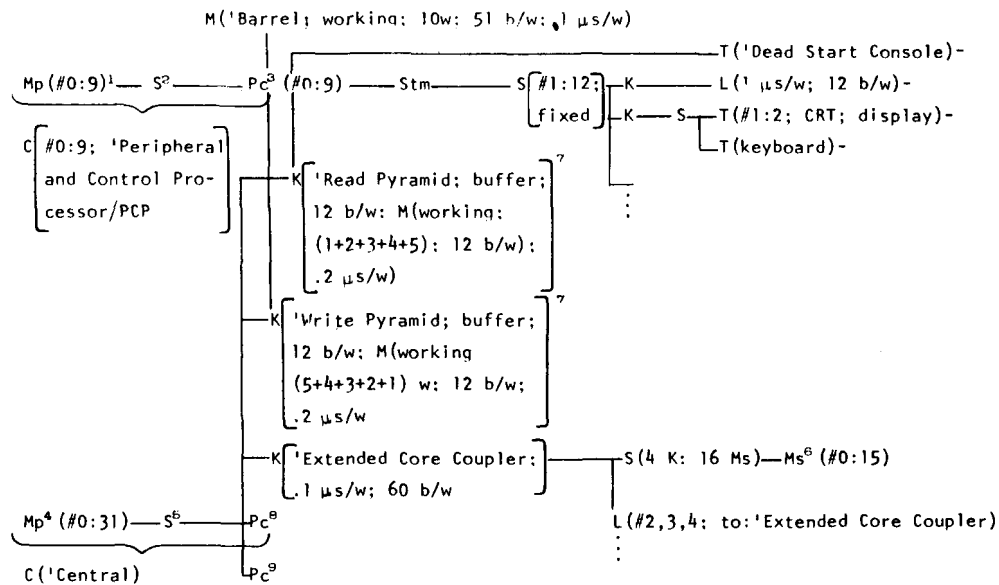 M('Barrel; working; 10w; 51 b/w; .1 μs/w)
T('Dead Start Console)-
Mp(#0:9)¹— S²— Pc³(#0:9) — Stm — S[#1:12; fixed] K — L(1 μs/w; 12 b/w)-
K — S — T(#1:2; CRT; display)-
T(keyboard)-
C[#0:9; 'Peripheral
and Control Pro-
cessor/PCP
K['Read Pyramid; buffer;
12 b/w: M(working;
(1+2+3+4+5): 12 b/w);
.2 μs/w)]⁷
K['Write Pyramid; buffer;
12 b/w; M(working
(5+4+3+2+1) w: 12 b/w;
.2 μs/w]⁷
K['Extended Core Coupler;
.1 μs/w; 60 b/w] — S(4 K: 16 Ms)—Ms⁶(#0:15)
L(#2,3,4; to:'Extended Core Coupler)
Mp⁴(#0:31)—S⁵—Pc⁸
C('Central)
Pc⁹